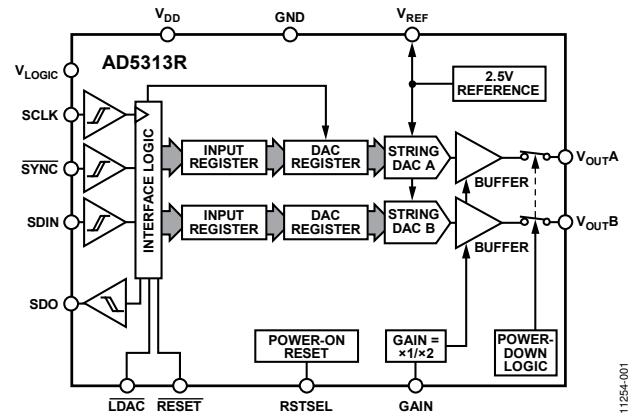 VDD
GND
VREF
AD5313R
VLOGIC
2.5V
REFERENCE
SCLK
SYNC
SDIN
SDO
INTERFACE LOGIC
INPUT
REGISTER
DAC
REGISTER
STRING
DAC A
BUFFER
VOUTA
INPUT
REGISTER
DAC
REGISTER
STRING
DAC B
BUFFER
VOUTB
POWER-ON
RESET
GAIN =
×1/×2
POWER-
DOWN
LOGIC
LDAC
RESET
RSTSEL
GAIN
11254-001